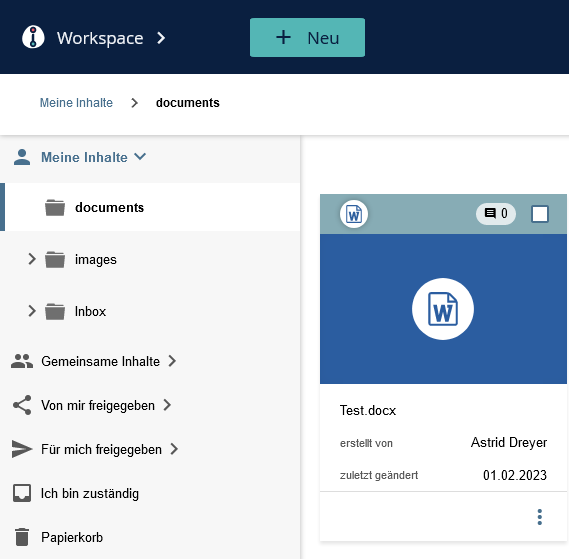 Workspace
Neu
Meine Inhalte documents
Meine Inhalte
documents
images
Inbox
Gemeinsame Inhalte
Von mir freigegeben
Für mich freigegeben
Ich bin zuständig
Papierkorb
W
0
W
Test.docx
erstellt von Astrid Dreyer
zuletzt geändert 01.02.2023